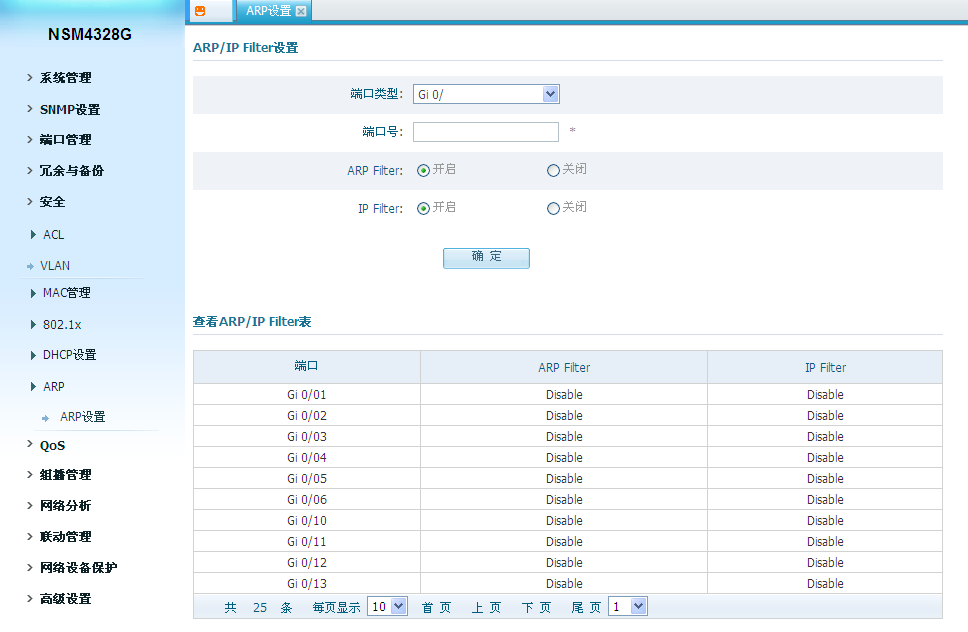 ARP设置
NSM4328G
系统管理
SNMP设置
端口管理
冗余与备份
安全
ACL
VLAN
MAC管理
802.1x
DHCP设置
ARP
ARP设置
QoS
组播管理
网络分析
联动管理
网络设备保护
高级设置
ARP/IP Filter设置
端口类型: Gi 0/
端口号: *
ARP Filter: 开启 关闭
IP Filter: 开启 关闭
确 定
查看ARP/IP Filter表
端口 ARP Filter IP Filter
Gi 0/01 Disable Disable
Gi 0/02 Disable Disable
Gi 0/03 Disable Disable
Gi 0/04 Disable Disable
Gi 0/05 Disable Disable
Gi 0/06 Disable Disable
Gi 0/10 Disable Disable
Gi 0/11 Disable Disable
Gi 0/12 Disable Disable
Gi 0/13 Disable Disable
共 25 条 每页显示 10 首 页 上 页 下 页 尾 页 1